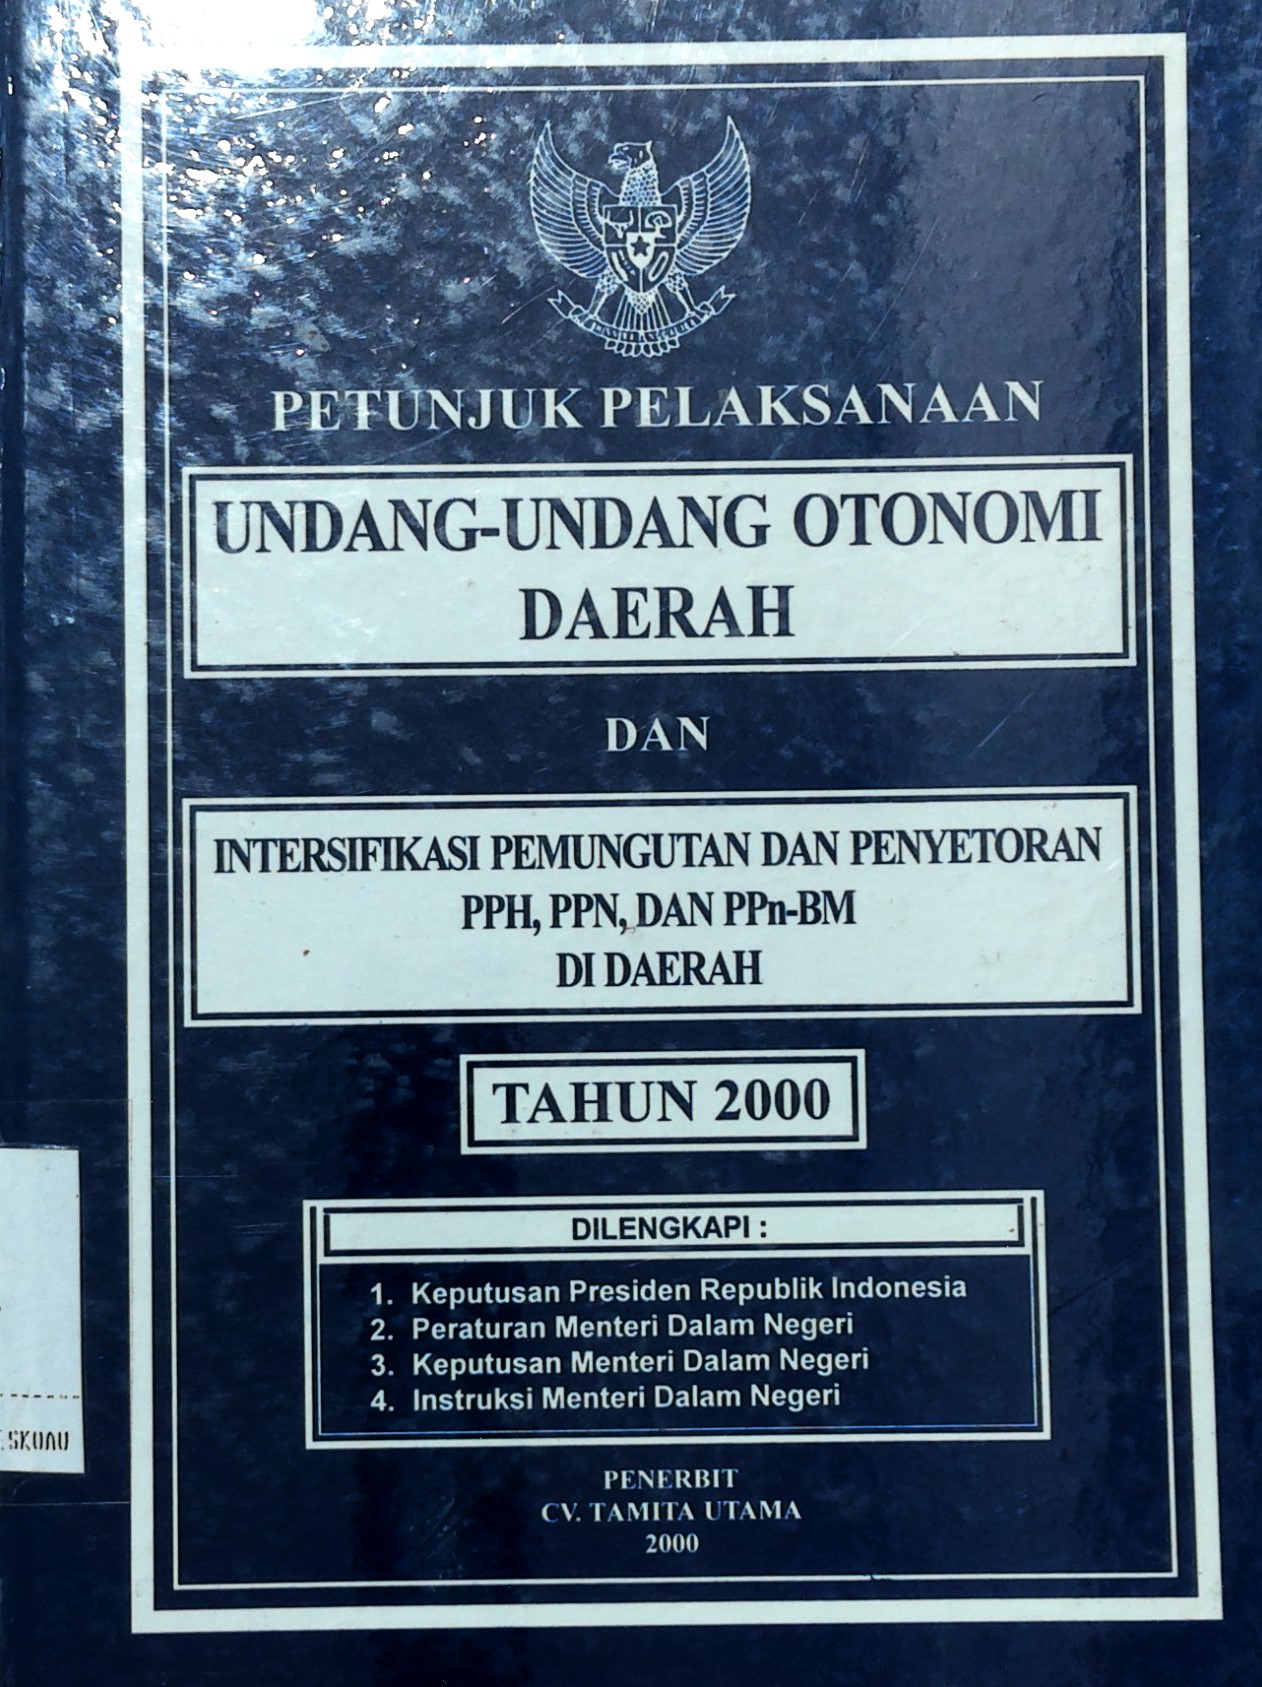 PETUNJUK PELAKSANAAN
UNDANG-UNDANG OTONOMI
DAERAH
DAN
INTERSIFIKASI PEMUNGUTAN DAN PENYETORAN
PPH, PPN, DAN PPn-BM
DI DAERAH
TAHUN 2000
DILENGKAPI :
1. Keputusan Presiden Republik Indonesia
2. Peraturan Menteri Dalam Negeri
3. Keputusan Menteri Dalam Negeri
4. Instruksi Menteri Dalam Negeri
PENERBIT
CV. TAMITA UTAMA
2000